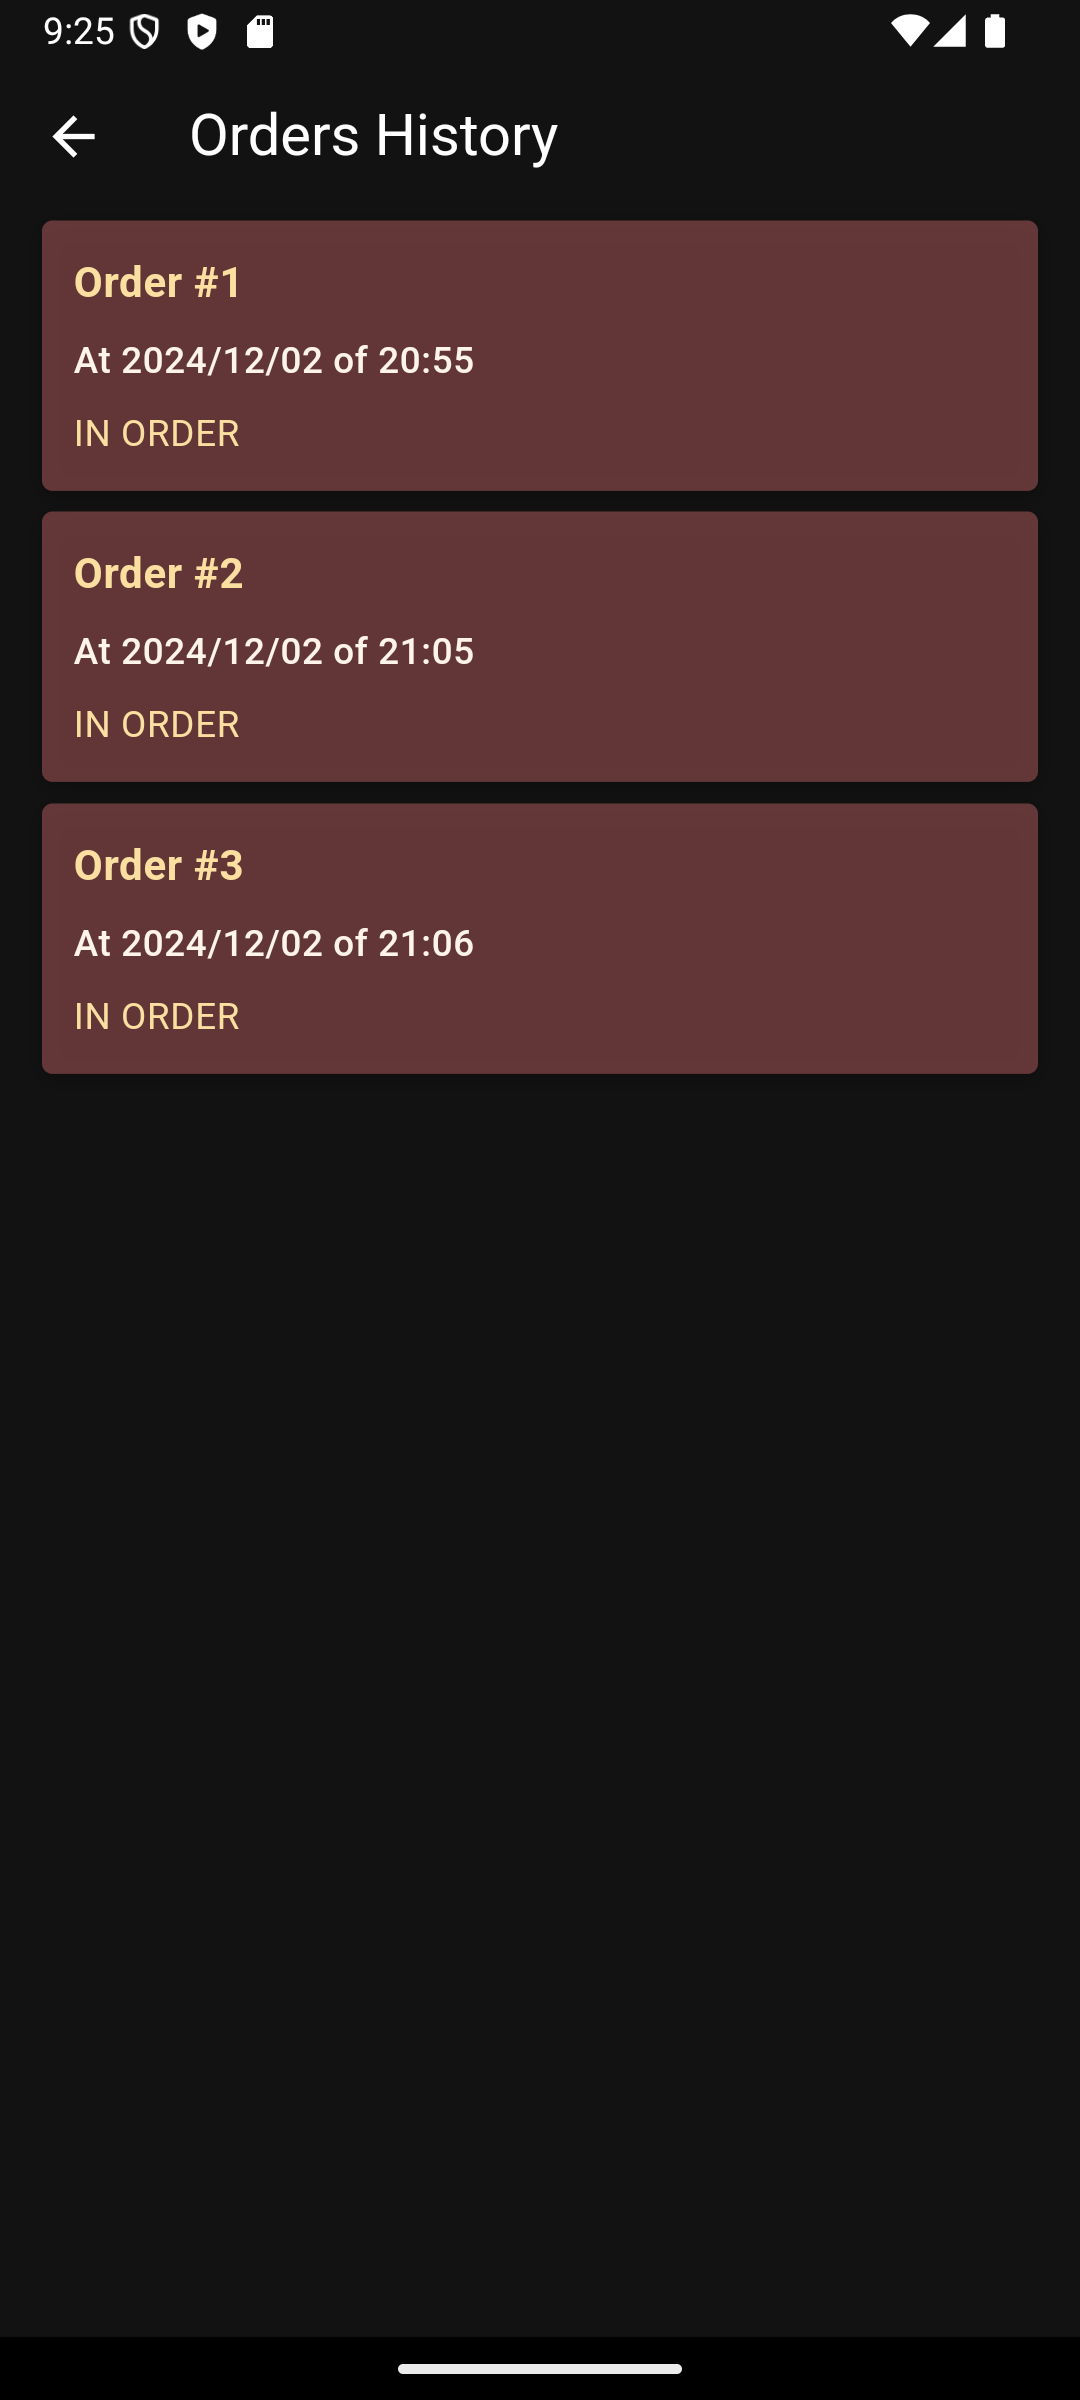 9:25
Orders History
Order #1
At 2024/12/02 of 20:55
IN ORDER
Order #2
At 2024/12/02 of 21:05
IN ORDER
Order #3
At 2024/12/02 of 21:06
IN ORDER